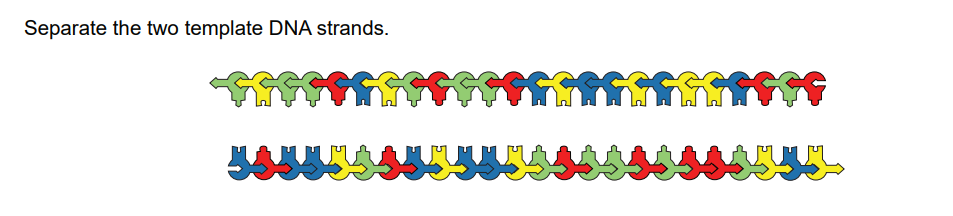 Separate the two template DNA strands.